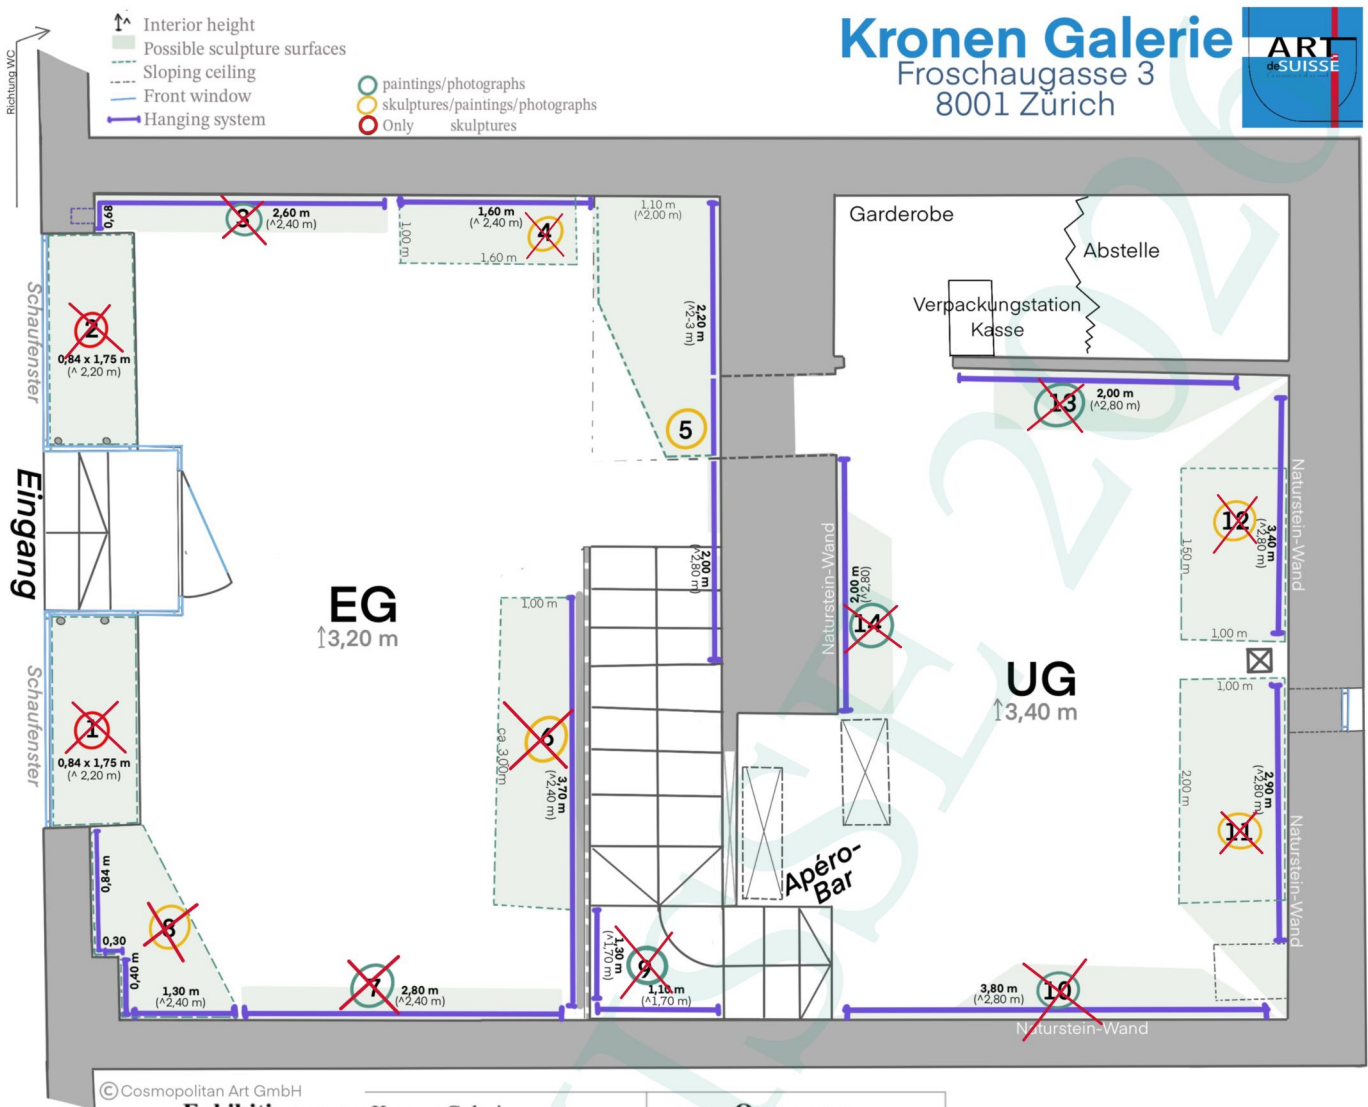 Interior height
Possible sculpture surfaces
Sloping ceiling
Front window
Hanging system
paintings/photographs
skulptures/paintings/photographs
Only skulptures
Kronen Galerie
Froschaugasse 3
8001 Zürich
ART
deSUISSE
Richtung WC
0,68
3
2,60 m
(^2,40 m)
1,60 m
(^ 2,40 m)
4
1,00 m
1,60 m
1,10 m
(^2,00 m)
2,20 m
(^2-3 m)
5
Garderobe
Abstelle
Verpackungstation
Kasse
Schaufenster
2
0,84 x 1,75 m
(^ 2,20 m)
13
2,00 m
(^2,80 m)
Eingang
Naturstein-Wand
12
3,40 m
(^2,80 m)
1,50 m
1,00 m
2,00 m
(^2,80 m)
Naturstein-Wand
2,00 m
(^2,80)
14
EG
3,20 m
1,00 m
6
ca 3,00m
3,70 m
(^2,40 m)
UG
3,40 m
1,00 m
2,00 m
2,90 m
(^2,80 m)
11
Naturstein-Wand
Schaufenster
1
0,84 x 1,75 m
(^ 2,20 m)
Apéro-
Bar
0,84 m
8
0,30
0,40 m
1,30 m
(^2,40 m)
7
2,80 m
(^2,40 m)
1,30 m
(^1,70 m)
9
1,10 m
(^1,70 m)
3,80 m
(^2,80 m)
10
Naturstein-Wand
© Cosmopolitan Art GmbH
ISSE 2026